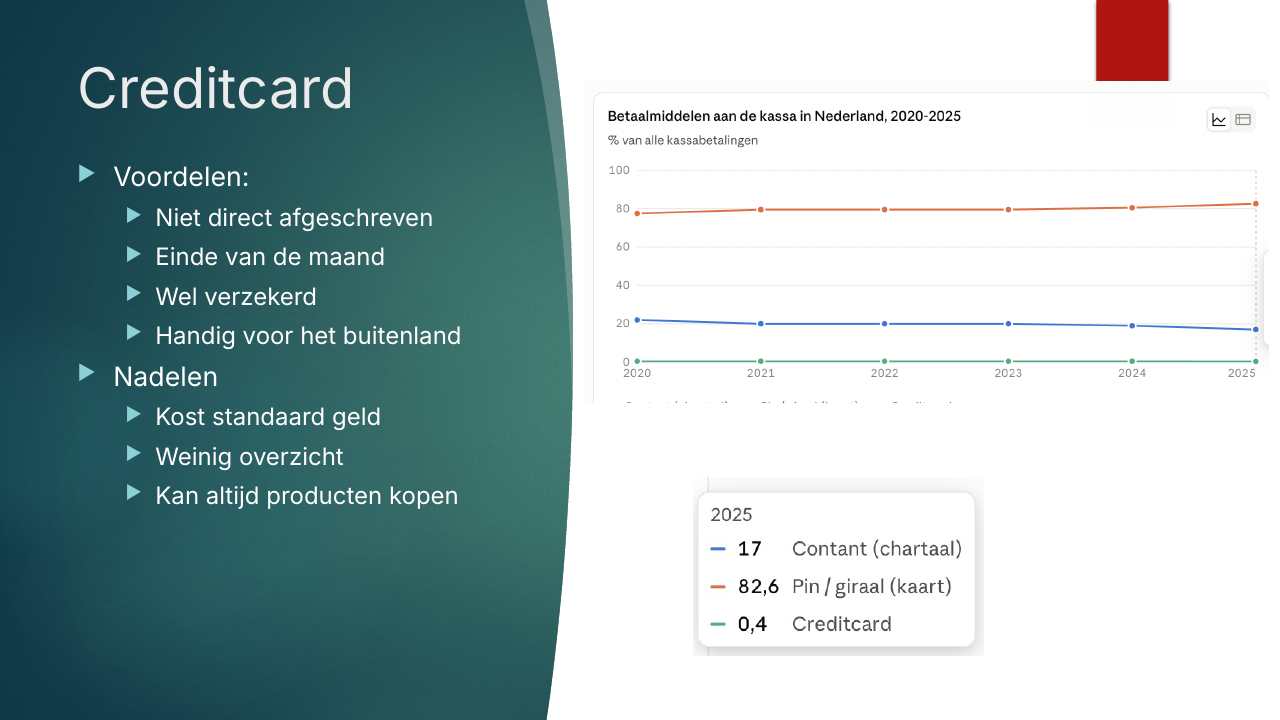 Creditcard
Voordelen:
Niet direct afgeschreven
Einde van de maand
Wel verzekerd
Handig voor het buitenland
Nadelen
Kost standaard geld
Weinig overzicht
Kan altijd producten kopen
Betaalmiddelen aan de kassa in Nederland, 2020-2025
% van alle kassabetalingen
100
80
60
40
20
0
2020 2021 2022 2023 2024 2025
2025
17 Contant (chartaal)
82,6 Pin / giraal (kaart)
0,4 Creditcard